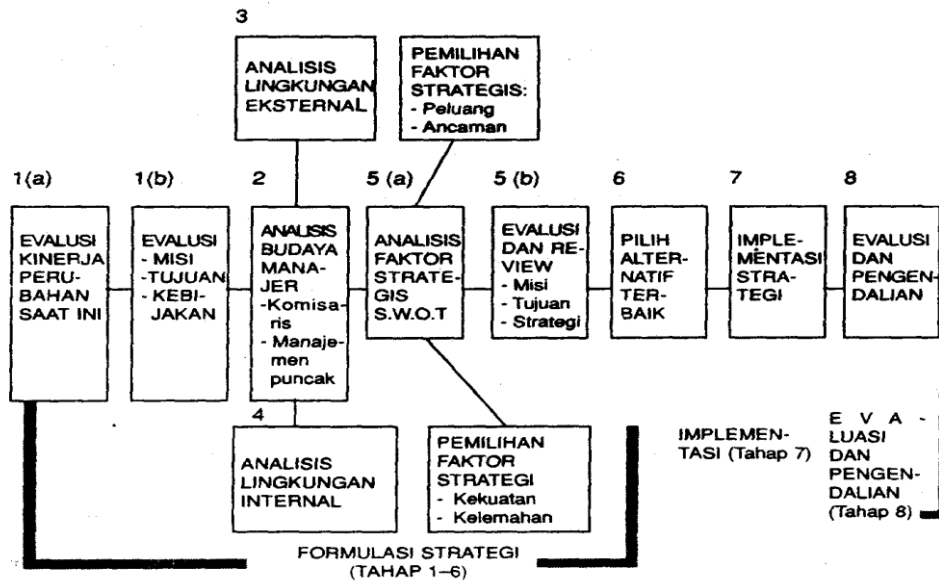 3
ANALISIS
LINGKUNGAN
EKSTERNAL
PEMILIHAN
FAKTOR
STRATEGIS:
- Peluang
- Ancaman
1(a)
EVALUSI
KINERJA
PERU-
BAHAN
SAAT INI
1(b)
EVALUSI
- MISI
-TUJUAN
- KEBI-
JAKAN
2
ANALISIS
BUDAYA
MANA-
JER
-Komisa-
ris
- Manaje-
men
puncak
5 (a)
ANALISIS
FAKTOR
STRATE-
GIS
S.W.O.T
5 (b)
EVALUSI
DAN RE-
VIEW
- Misi
- Tujuan
- Strategi
6
PILIH
ALTER-
NATIF
TER-
BAIK
7
IMPLE-
MENTASI
STRA-
TEGI
8
EVALUSI
DAN
PENGEN-
DALIAN
4
ANALISIS
LINGKUNGAN
INTERNAL
PEMILIHAN
FAKTOR
STRATEGI
- Kekuatan
- Kelemahan
IMPLEMEN-
TASI (Tahap 7)
E V A -
LUASI
DAN
PENGEN-
DALIAN
(Tahap 8)
FORMULASI STRATEGI
(TAHAP 1–6)